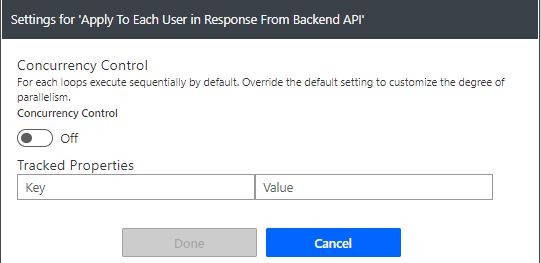 Settings for 'Apply To Each User in Response From Backend API'
Concurrency Control
For each loops execute sequentially by default. Override the default setting to customize the degree of
parallelism.
Concurrency Control
Off
Tracked Properties
Key Value
Done Cancel